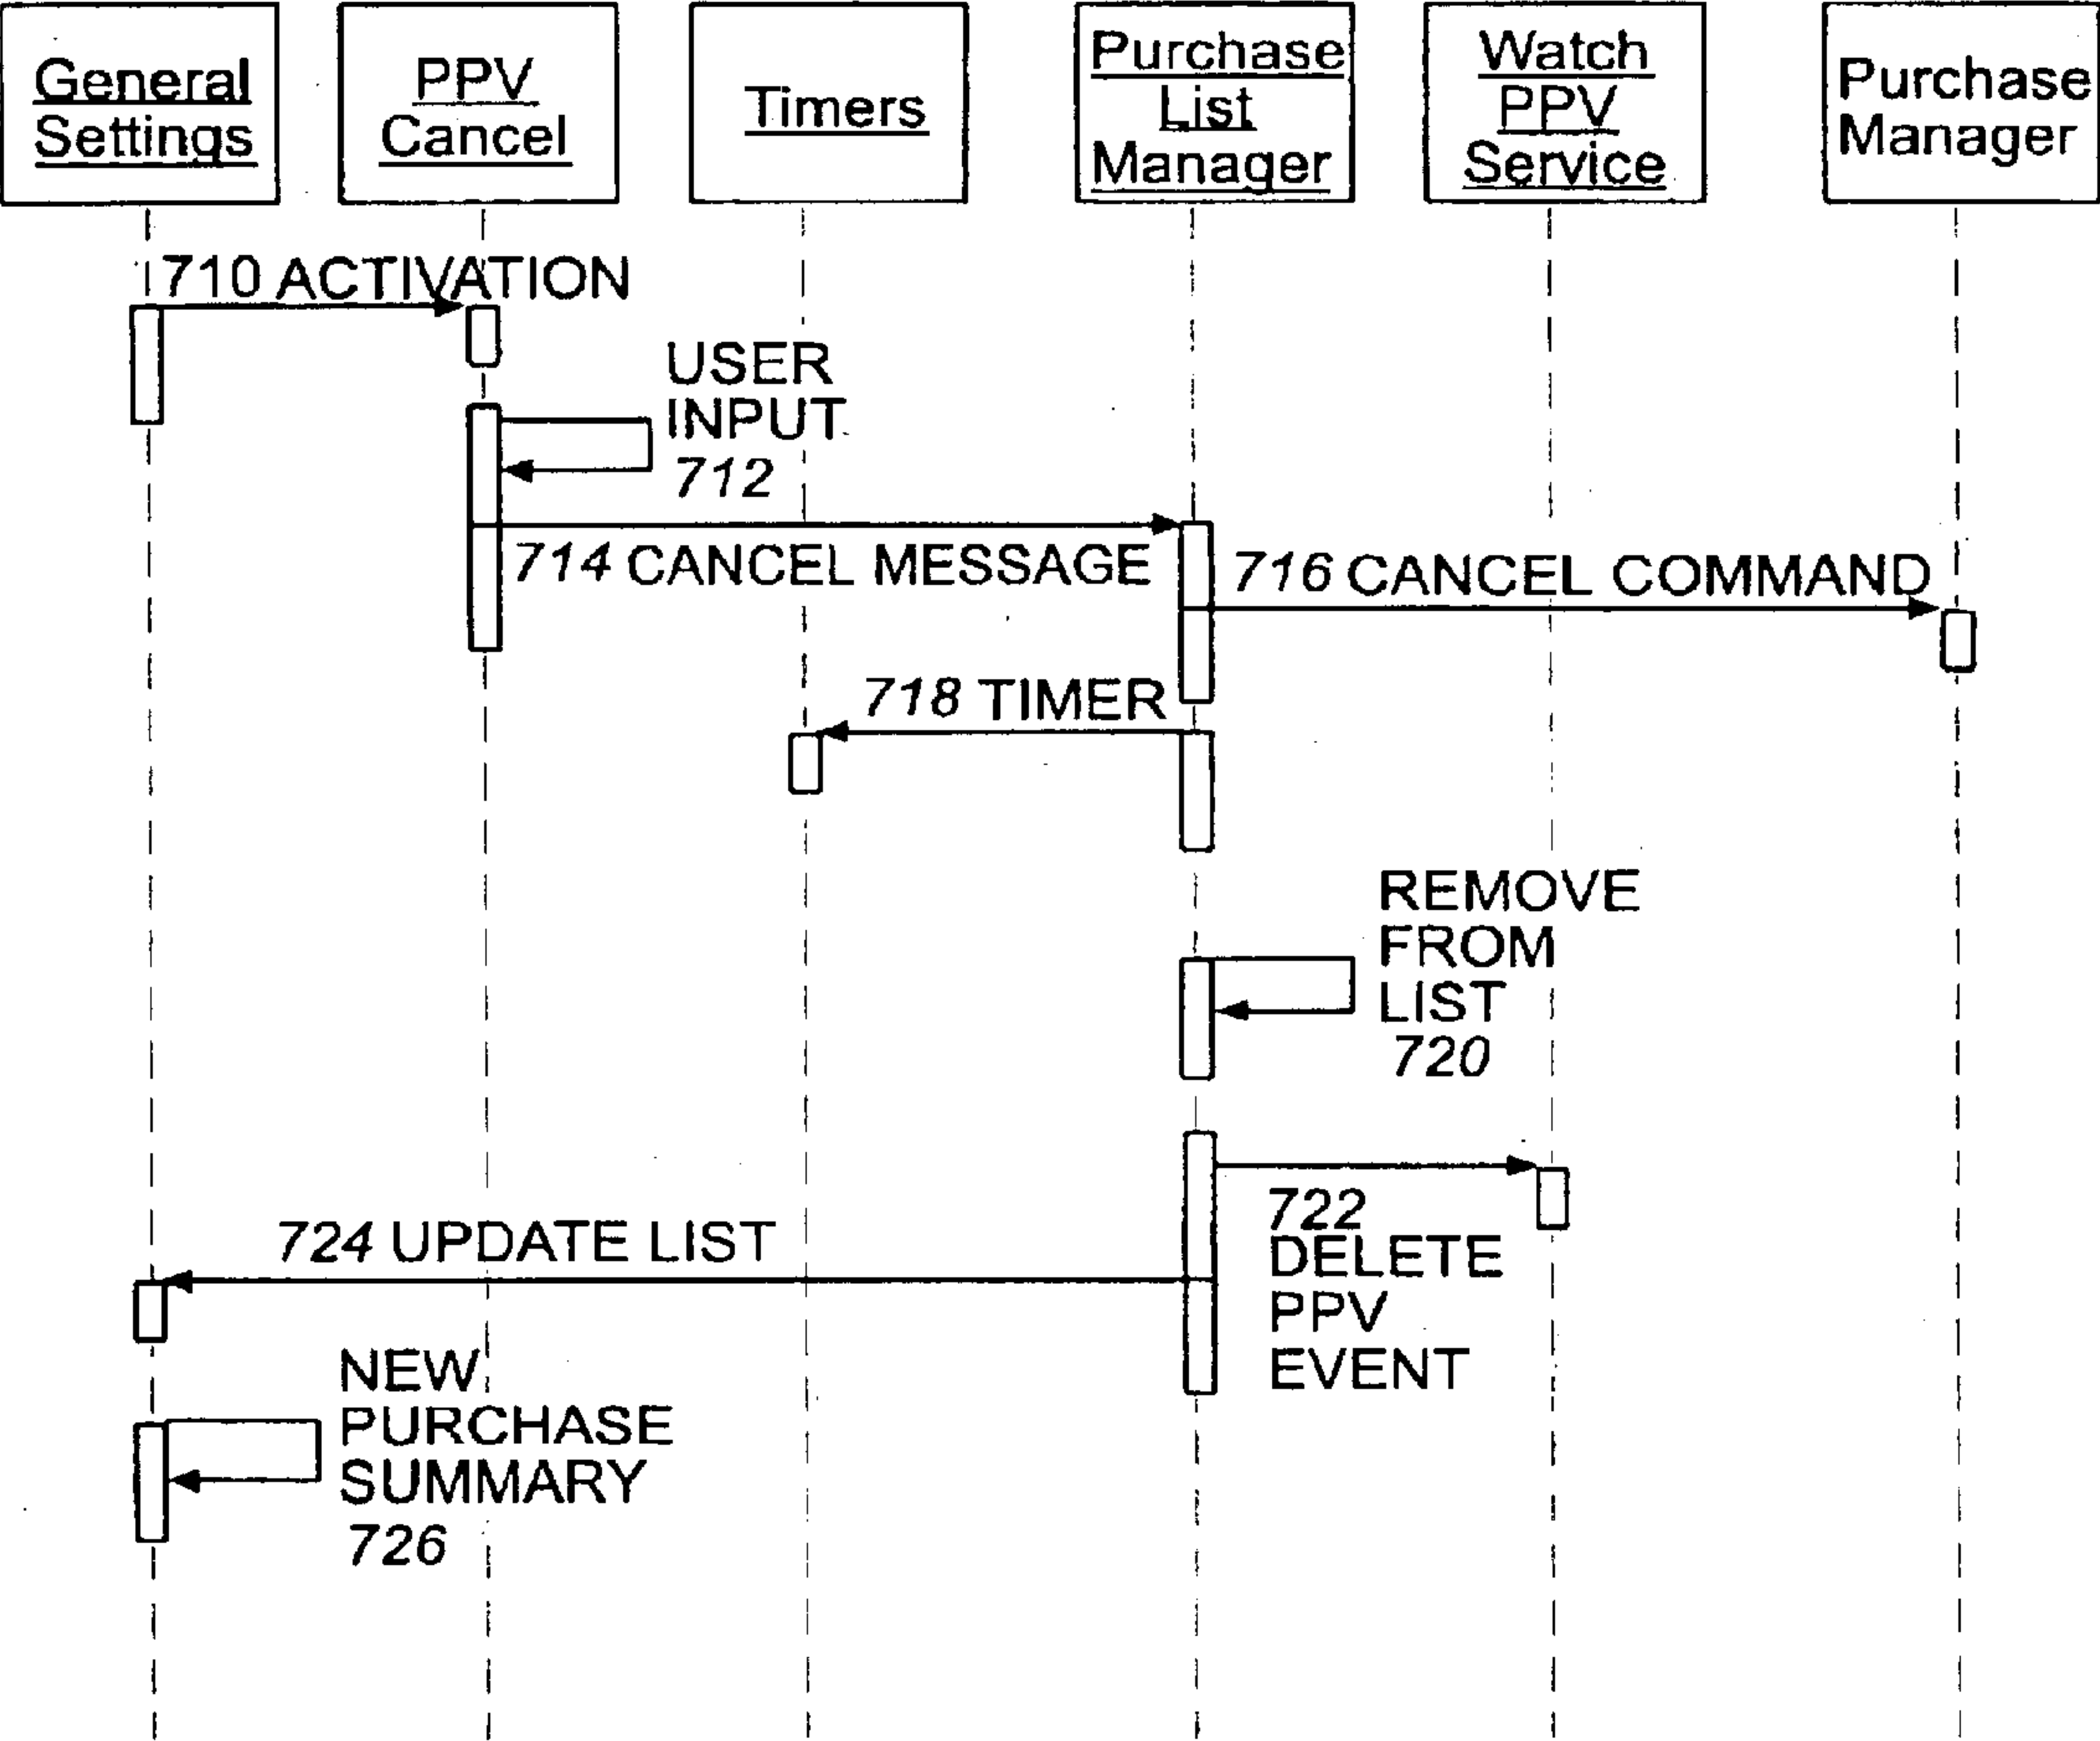 General
Settings
PPV
Cancel
Timers
Purchase
List
Manager
Watch
PPV
Service
Purchase
Manager
710 ACTIVATION
USER
INPUT
712
714 CANCEL MESSAGE
716 CANCEL COMMAND
718 TIMER
REMOVE
FROM
LIST
720
722
DELETE
PPV
EVENT
724 UPDATE LIST
NEW
PURCHASE
SUMMARY
726